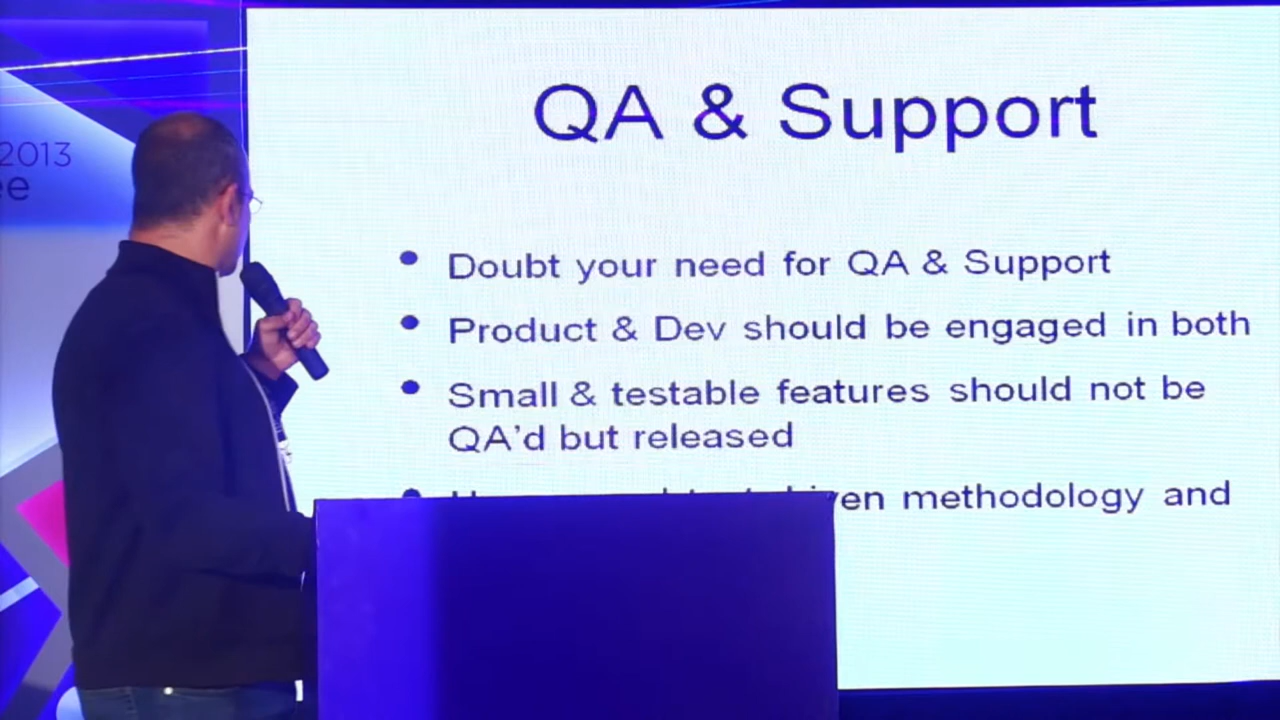 2013
QA & Support
Doubt your need for QA & Support
Product & Dev should be engaged in both
Small & testable features should not be
QA'd but released
methodology and